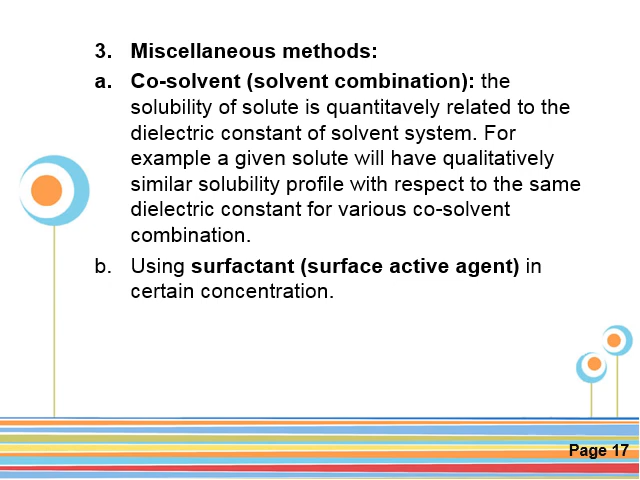 3. Miscellaneous methods:
a. Co-solvent (solvent combination): the
solubility of solute is quantitavely related to the
dielectric constant of solvent system. For
example a given solute will have qualitatively
similar solubility profile with respect to the same
dielectric constant for various co-solvent
combination.
b. Using surfactant (surface active agent) in
certain concentration.
Page 17